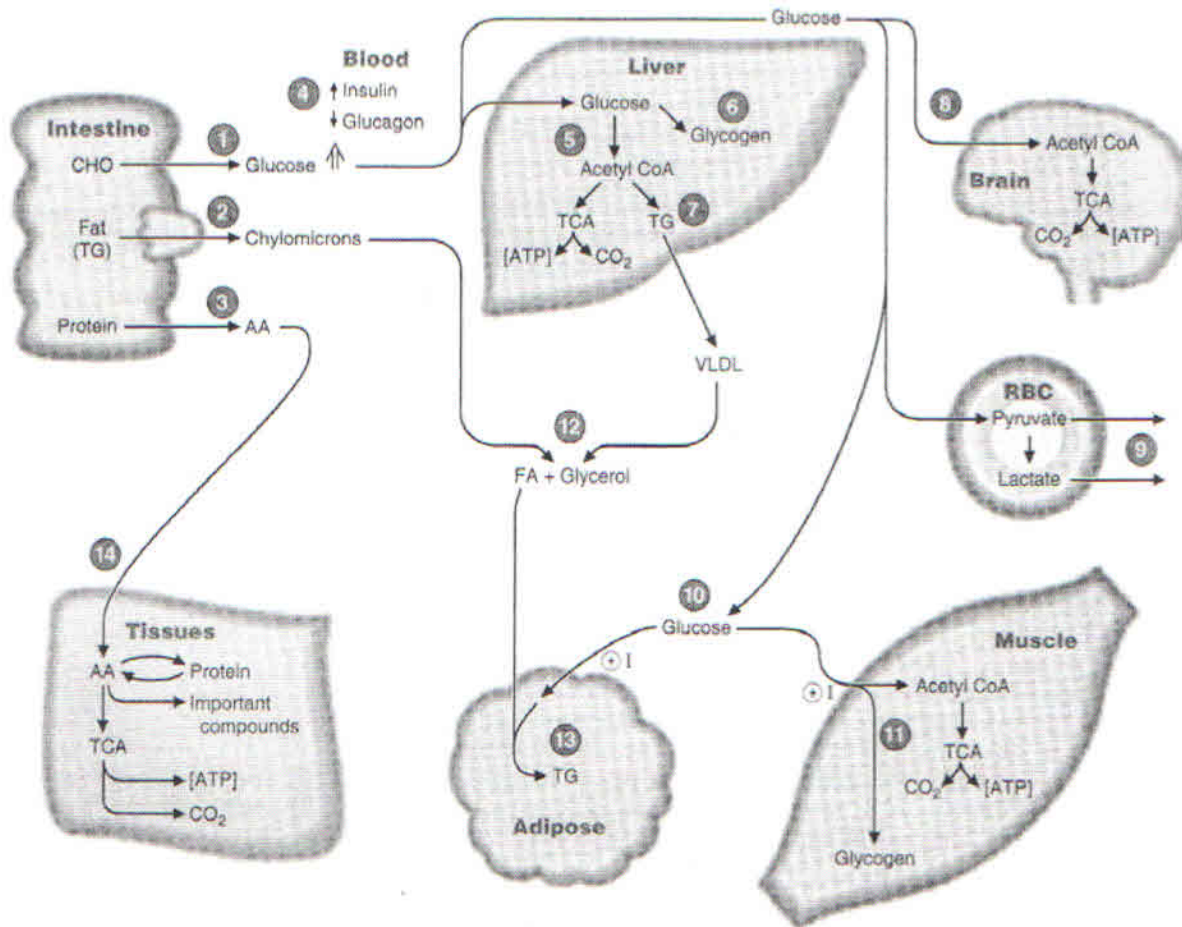 Glucose
Blood
4
↑ Insulin
↓ Glucagon
Liver
Glucose
6
Glycogen
5
Acetyl CoA
TCA
TG
7
[ATP]
CO₂
8
Acetyl CoA
Brain
TCA
CO₂
[ATP]
Intestine
CHO
1
Glucose
Fat
(TG)
2
Chylomicrons
Protein
3
AA
VLDL
12
FA + Glycerol
RBC
Pyruvate
Lactate
9
14
Tissues
AA
Protein
Important
compounds
TCA
[ATP]
CO₂
10
Glucose
+ I
+ I
13
TG
Adipose
Muscle
Acetyl CoA
11
TCA
CO₂
[ATP]
Glycogen